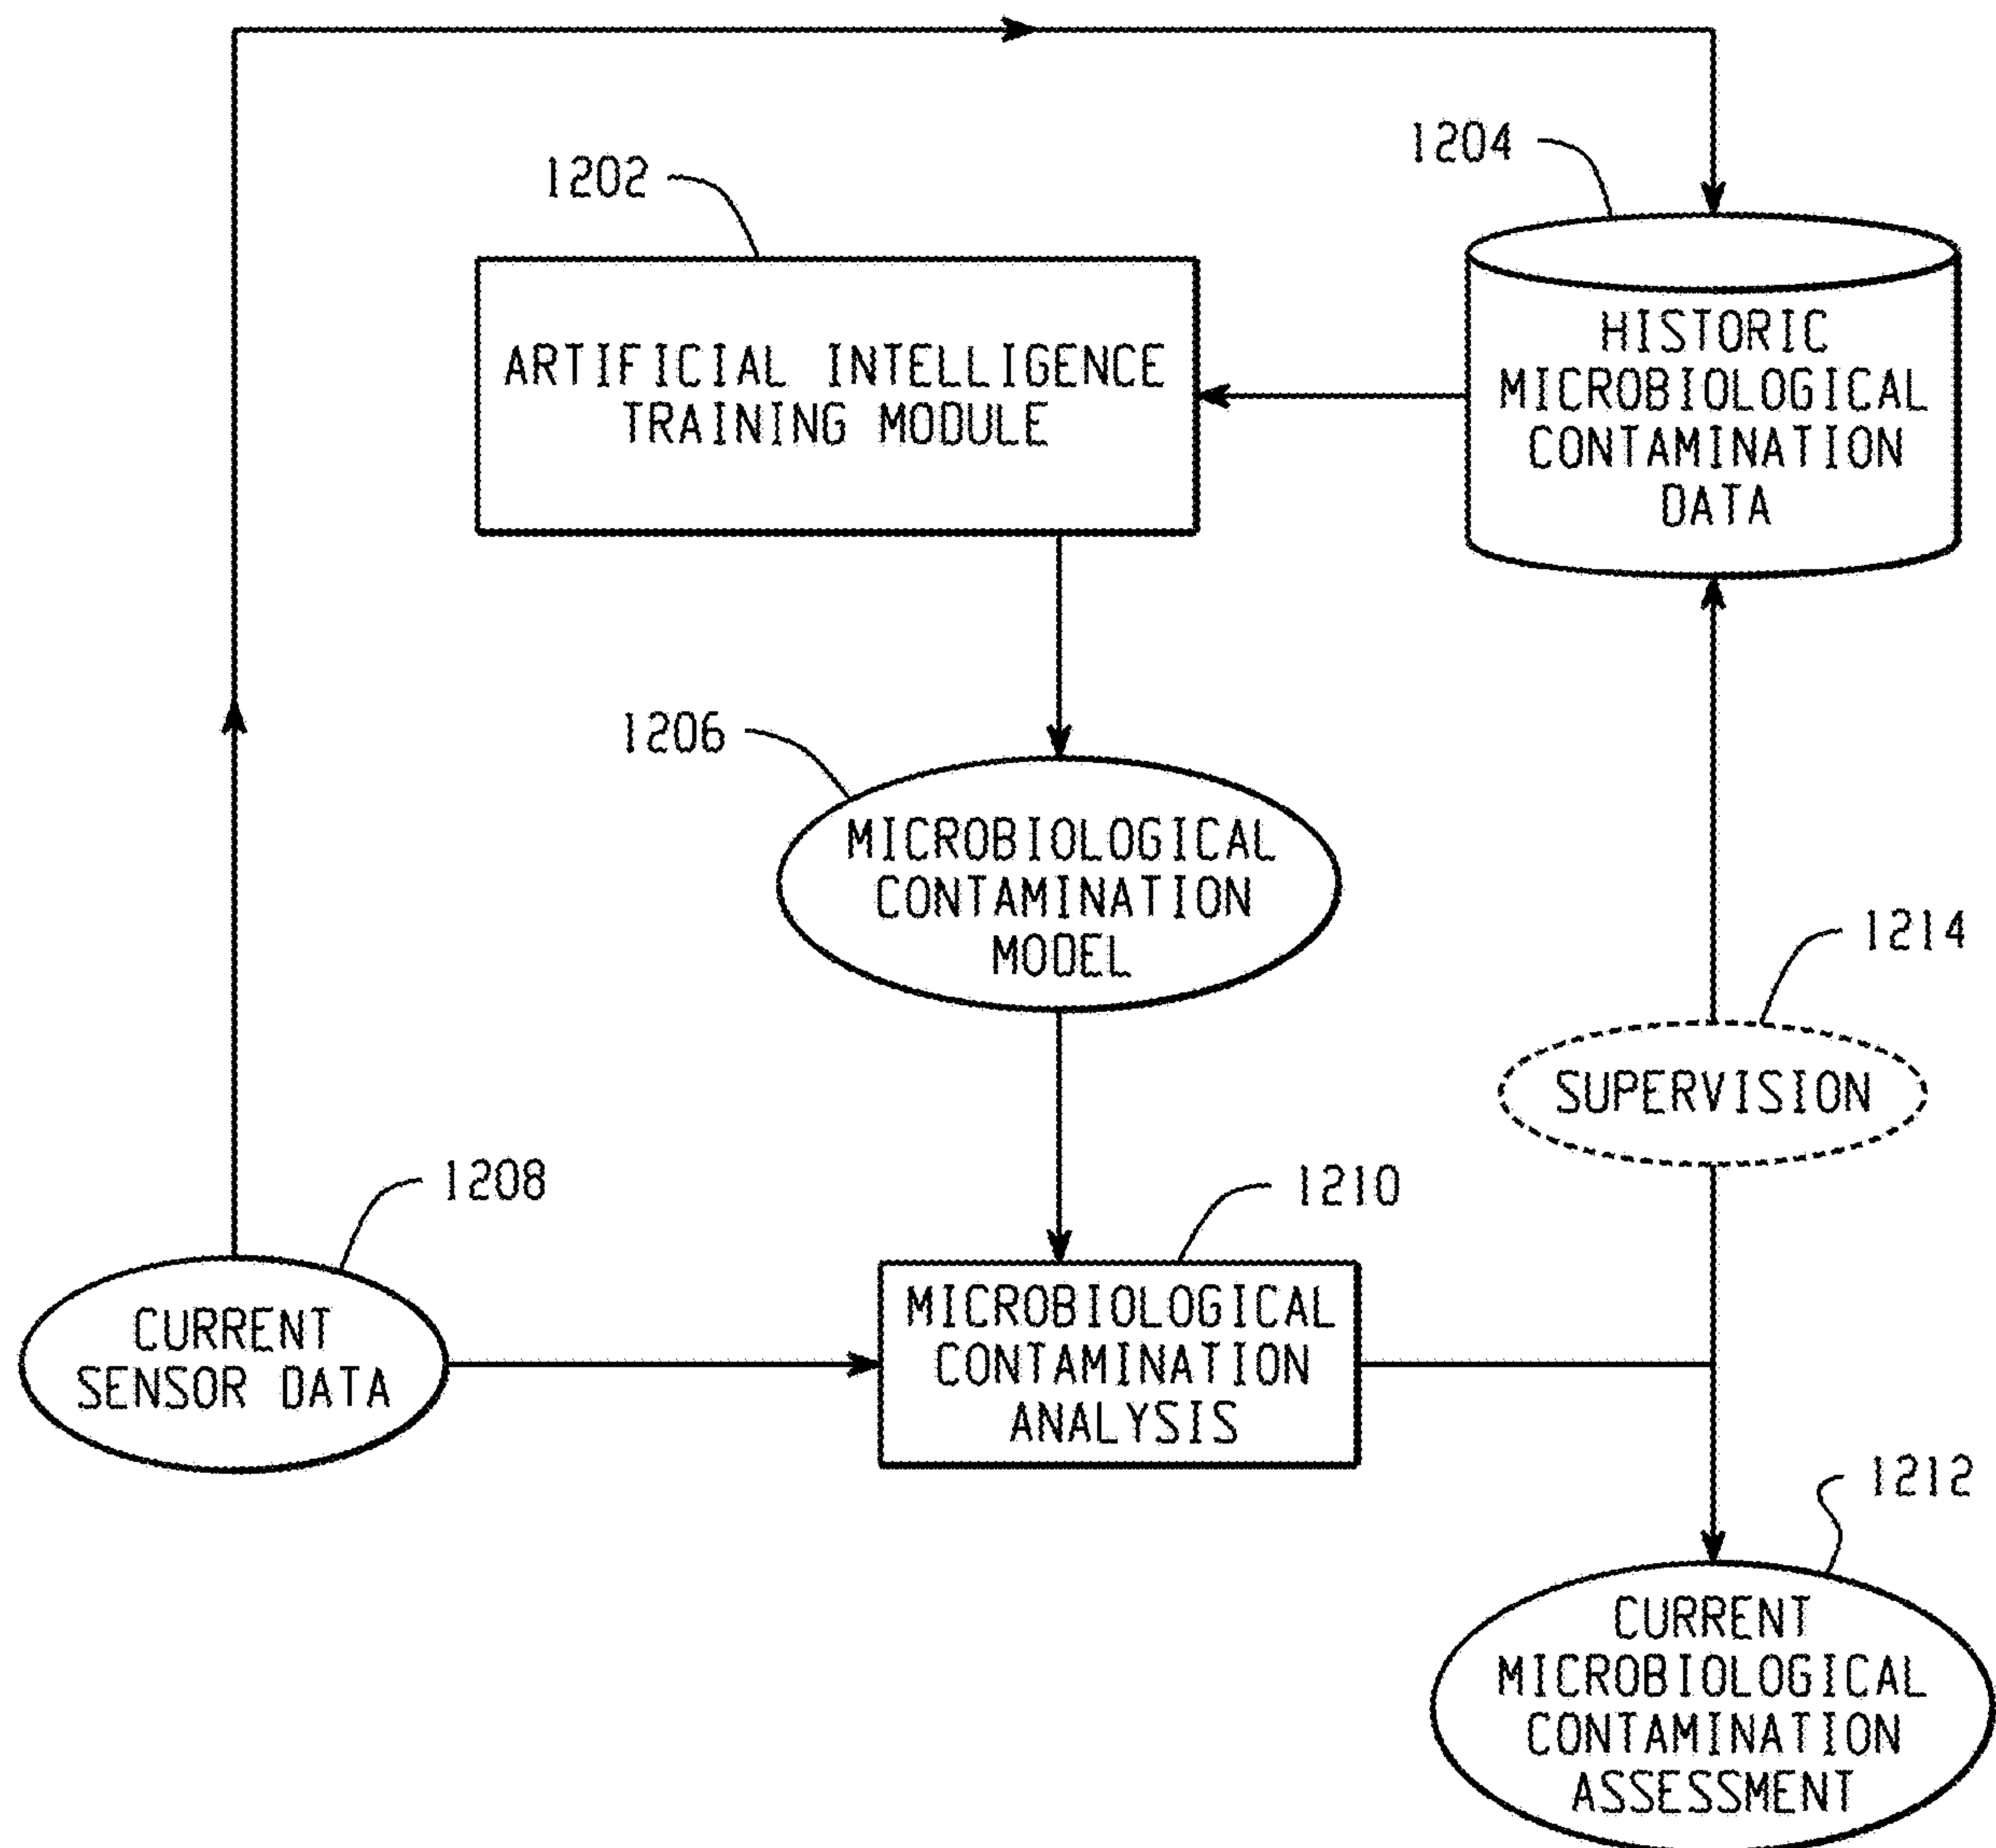 1204
1202
HISTORIC
MICROBIOLOGICAL
CONTAMINATION
DATA
ARTIFICIAL INTELLIGENCE
TRAINING MODULE
1206
MICROBIOLOGICAL
CONTAMINATION
MODEL
1214
SUPERVISION
1208
1210
CURRENT
SENSOR DATA
MICROBIOLOGICAL
CONTAMINATION
ANALYSIS
1212
CURRENT
MICROBIOLOGICAL
CONTAMINATION
ASSESSMENT